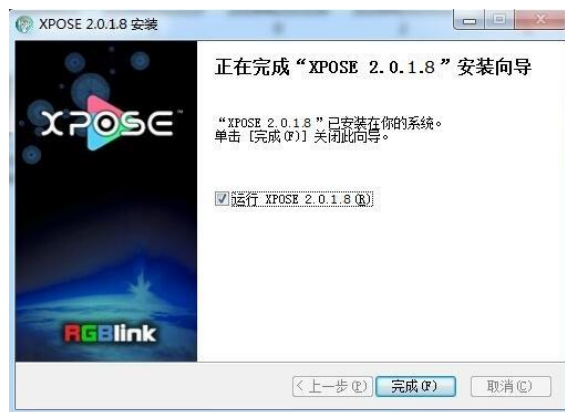 XPOSE 2.0.1.8 安装
正在完成“XPOSE 2.0.1.8”安装向导
XPOSE™
“XPOSE 2.0.1.8”已安装在你的系统。
单击 [完成(F)] 关闭此向导。
运行 XPOSE 2.0.1.8(R)
RGBlink
<上一步(P)
完成(F)
取消(C)